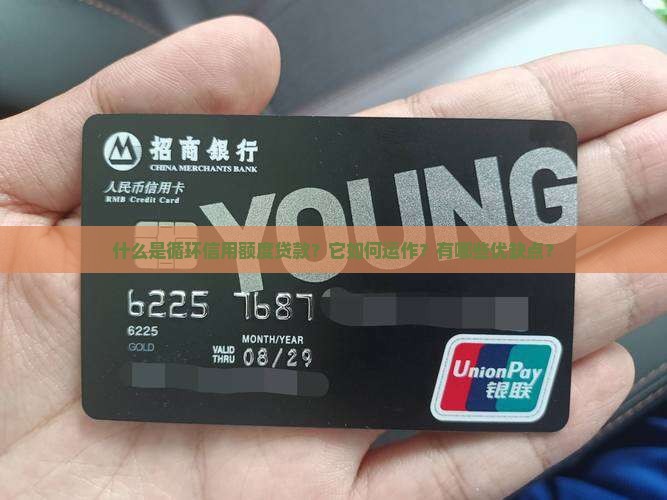 招商银行
CHINA MERCHANTS BANK
人民币信用卡
RMB Credit Card
YOUNG
什么是循环信用额度贷款?它如何运作?有哪些优缺点?
6225 7687
6225
GOLD
MONTH/YEAR
VALID THRU 08/29
UnionPay
银联